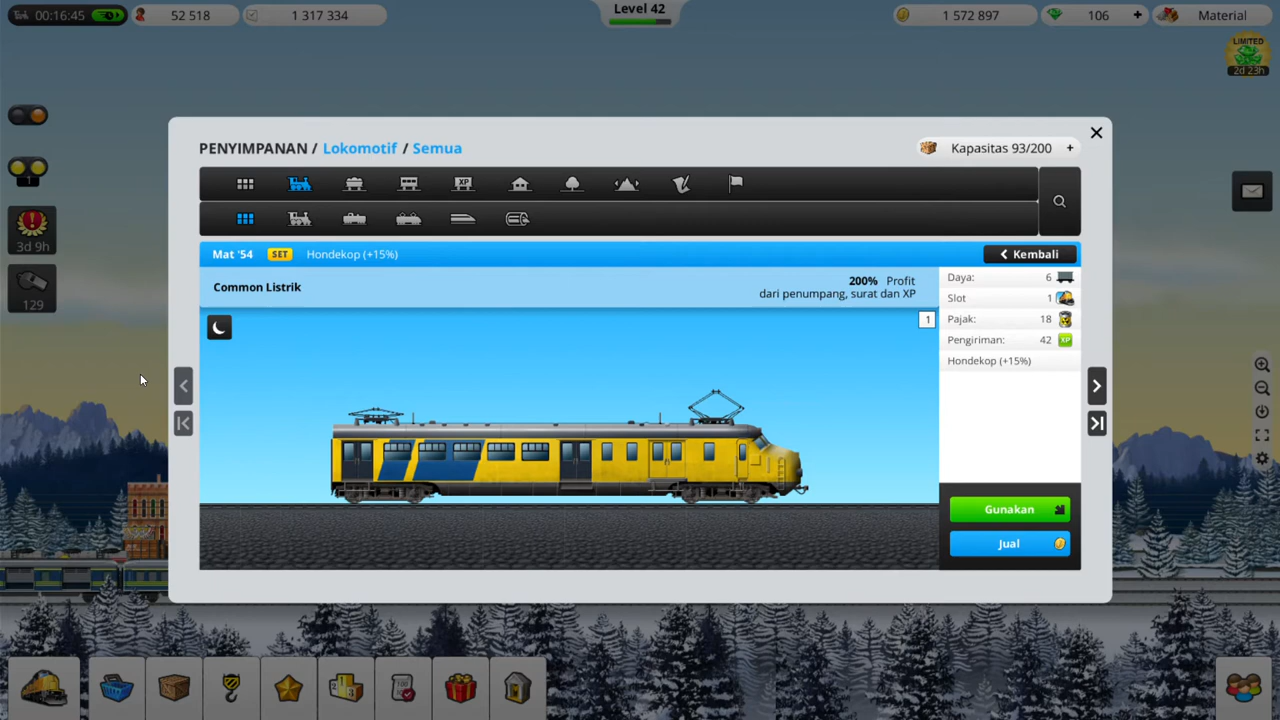 00:16:45
52 518
1 317 334
Level 42
1 572 897
106 +
Material
LIMITED
2d 23h
1
3d 9h
129
PENYIMPANAN / Lokomotif / Semua
Kapasitas 93/200 +
XP
Mat '54 SET Hondekop (+15%)
Kembali
Common Listrik
200% Profit
dari penumpang, surat dan XP
1
Daya: 6
Slot 1
Pajak: 18
Pengiriman: 42 XP
Hondekop (+15%)
Gunakan
Jual